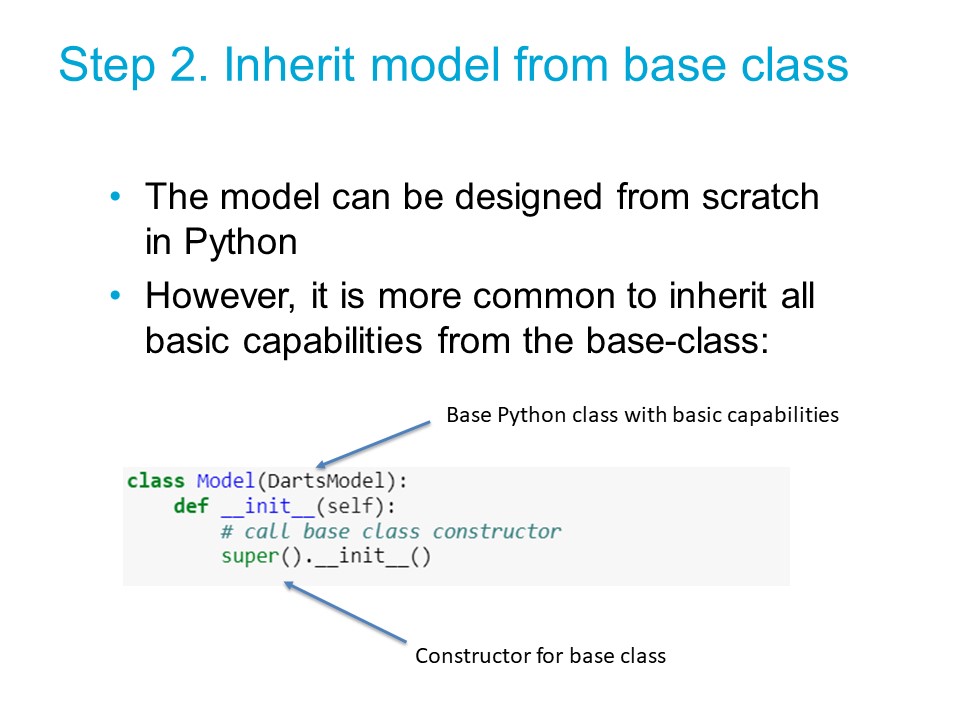 Step 2. Inherit model from base class
• The model can be designed from scratch
in Python
• However, it is more common to inherit all
basic capabilities from the base-class:
Base Python class with basic capabilities
class Model(DartsModel):
    def __init__(self):
        # call base class constructor
        super().__init__()
Constructor for base class